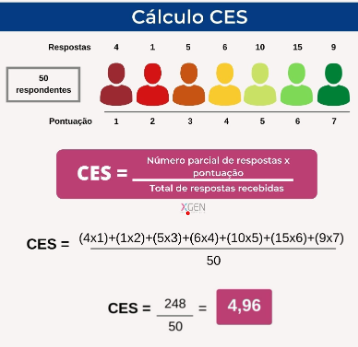 Cálculo CES
Respostas 4 1 5 6 10 15 9
50
respondentes
Pontuação 1 2 3 4 5 6 7
CES = Número parcial de respostas x
pontuação
Total de respostas recebidas
XGEN
CES = (4x1)+(1x2)+(5x3)+(6x4)+(10x5)+(15x6)+(9x7)
50
CES = 248 = 4,96
50